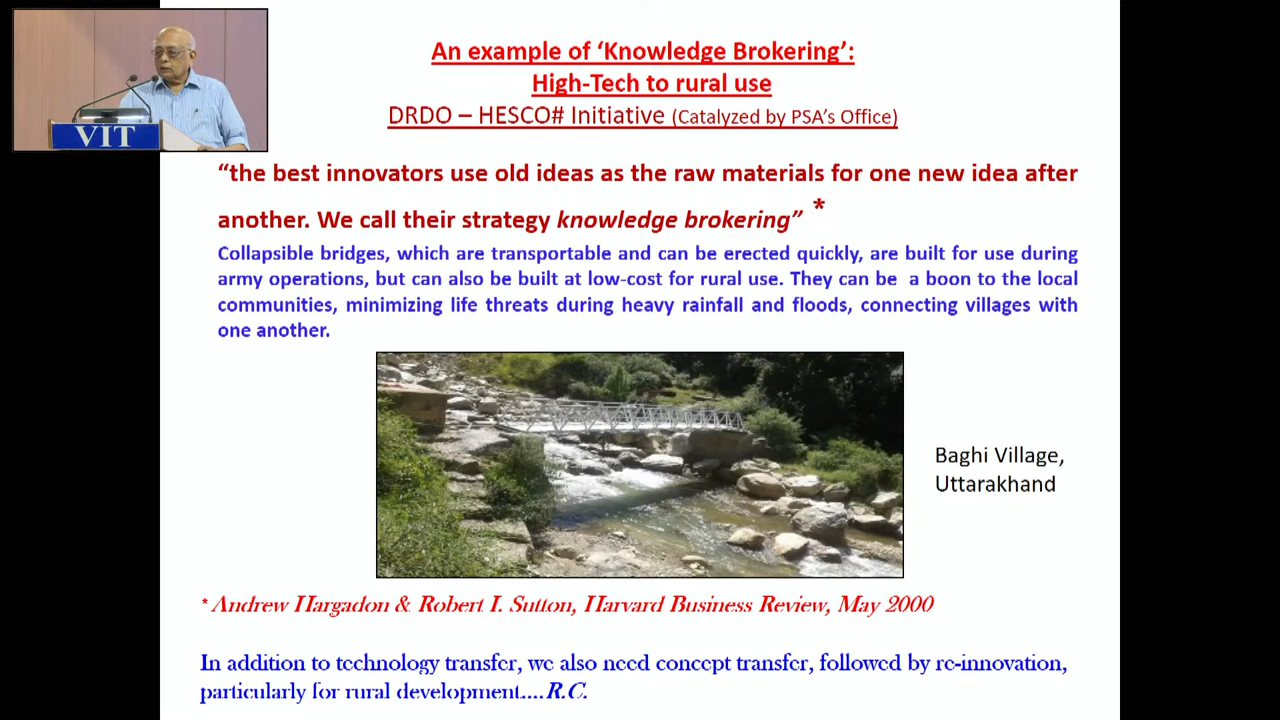 VIT
An example of ‘Knowledge Brokering’:
High-Tech to rural use
DRDO – HESCO# Initiative (Catalyzed by PSA’s Office)
“the best innovators use old ideas as the raw materials for one new idea after
another. We call their strategy knowledge brokering” *
Collapsible bridges, which are transportable and can be erected quickly, are built for use during
army operations, but can also be built at low-cost for rural use. They can be a boon to the local
communities, minimizing life threats during heavy rainfall and floods, connecting villages with
one another.
Baghi Village,
Uttarakhand
* Andrew Hargadon & Robert I. Sutton, Harvard Business Review, May 2000
In addition to technology transfer, we also need concept transfer, followed by re-innovation,
particularly for rural development....R.C.